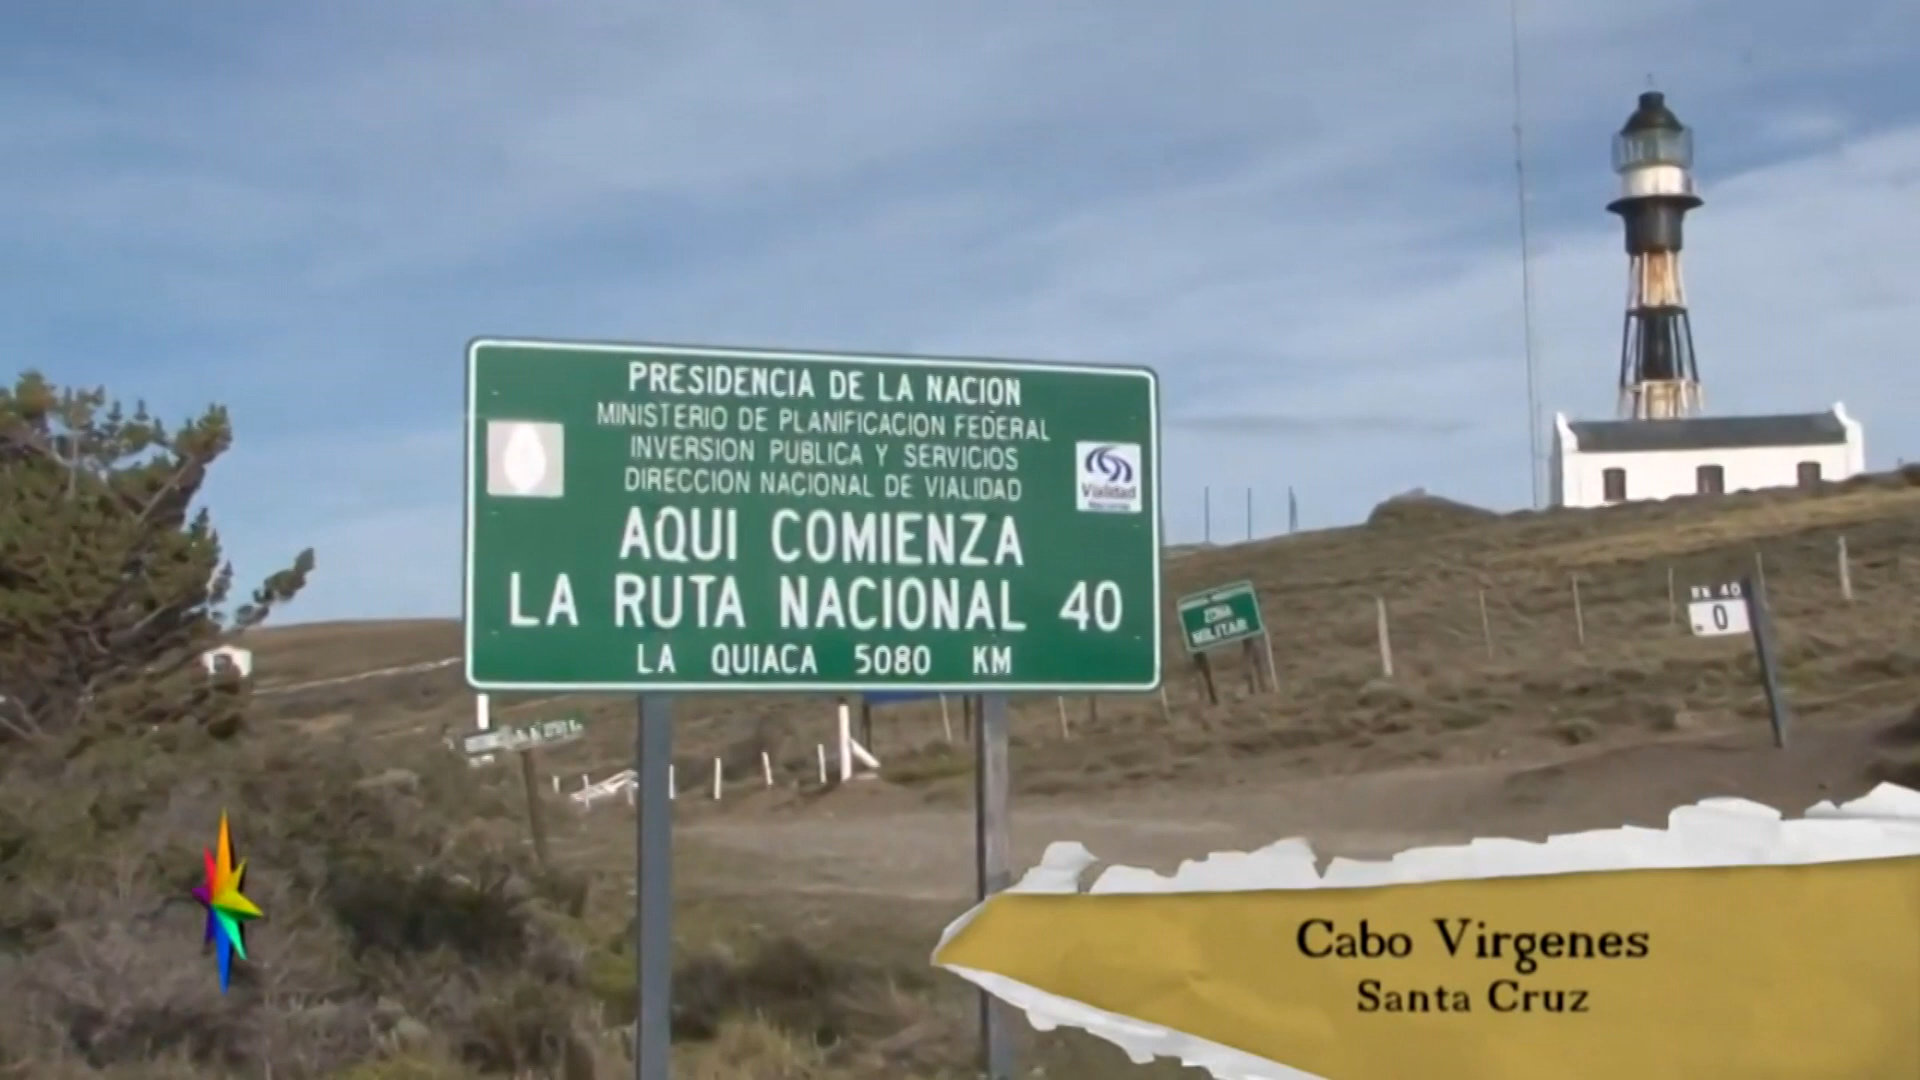 PRESIDENCIA DE LA NACION
MINISTERIO DE PLANIFICACION FEDERAL
INVERSION PUBLICA Y SERVICIOS
DIRECCION NACIONAL DE VIALIDAD
Vialidad
AQUI COMIENZA
LA RUTA NACIONAL 40
LA QUIACA 5080 KM
ZONA
MILITAR
RN 40
0
Cabo Virgenes
Santa Cruz